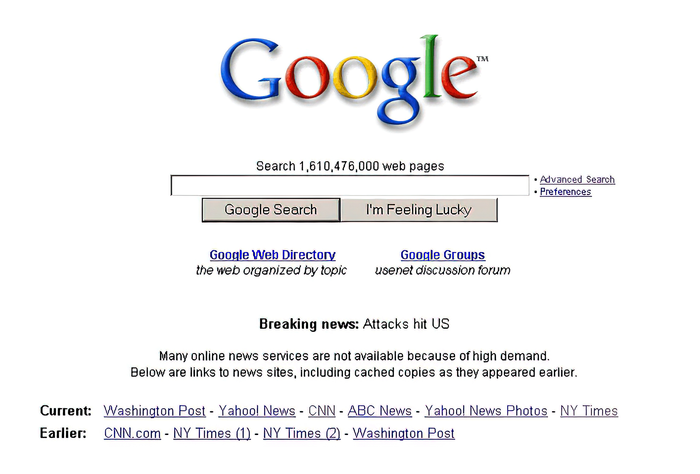 Google™
Search 1,610,476,000 web pages
• Advanced Search
• Preferences
Google Search
I'm Feeling Lucky
Google Web Directory
the web organized by topic
Google Groups
usenet discussion forum
Breaking news: Attacks hit US
Many online news services are not available because of high demand.
Below are links to news sites, including cached copies as they appeared earlier.
Current: Washington Post - Yahoo! News - CNN - ABC News - Yahoo! News Photos - NY Times
Earlier: CNN.com - NY Times (1) - NY Times (2) - Washington Post